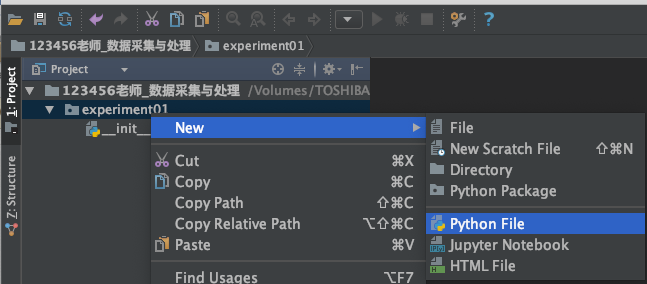 123456老师_数据采集与处理 experiment01
1: Project
Project
123456老师_数据采集与处理 /Volumes/TOSHIBA
experiment01
__init__
New
File
New Scratch File ⇧⌘N
Directory
Python Package
Python File
Jupyter Notebook
HTML File
Cut ⌘X
Copy ⌘C
Copy Path ⇧⌘C
Copy Relative Path ⌥⇧⌘C
Paste ⌘V
Find Usages ⌥F7
Z: Structure